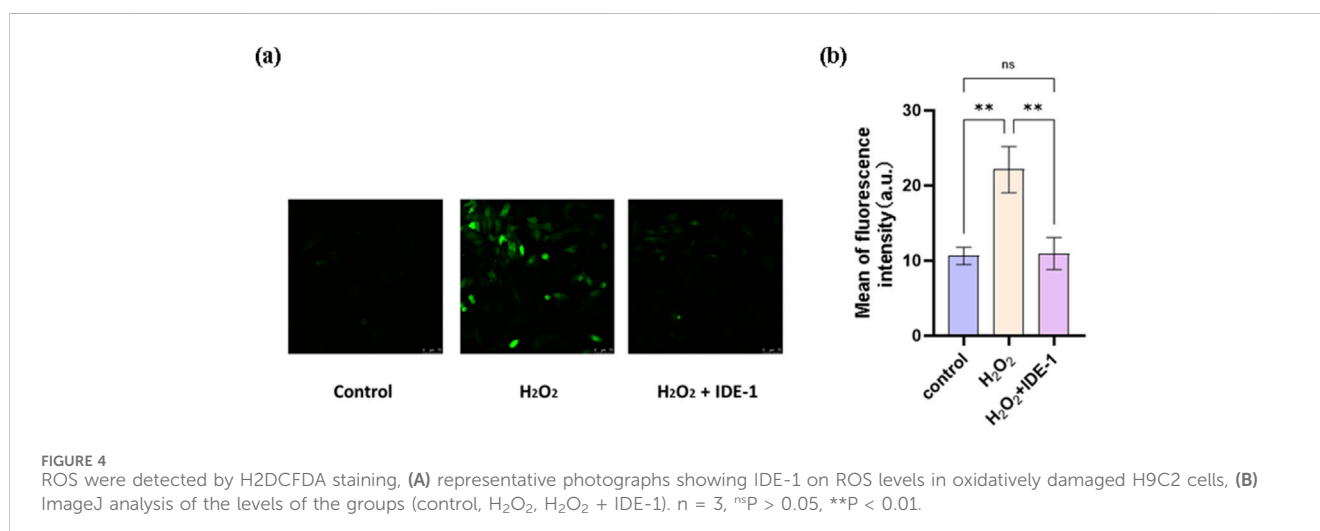 (a)
(b)
ns
** **
30
20
10
0
Mean of fluorescence
intensity(a.u.)
control
H₂O₂
H₂O₂+IDE-1
Control
H₂O₂
H₂O₂ + IDE-1
FIGURE 4
ROS were detected by H2DCFDA staining, (A) representative photographs showing IDE-1 on ROS levels in oxidatively damaged H9C2 cells, (B)
ImageJ analysis of the levels of the groups (control, H₂O₂, H₂O₂ + IDE-1). n = 3, ⁿˢP > 0.05, **P < 0.01.